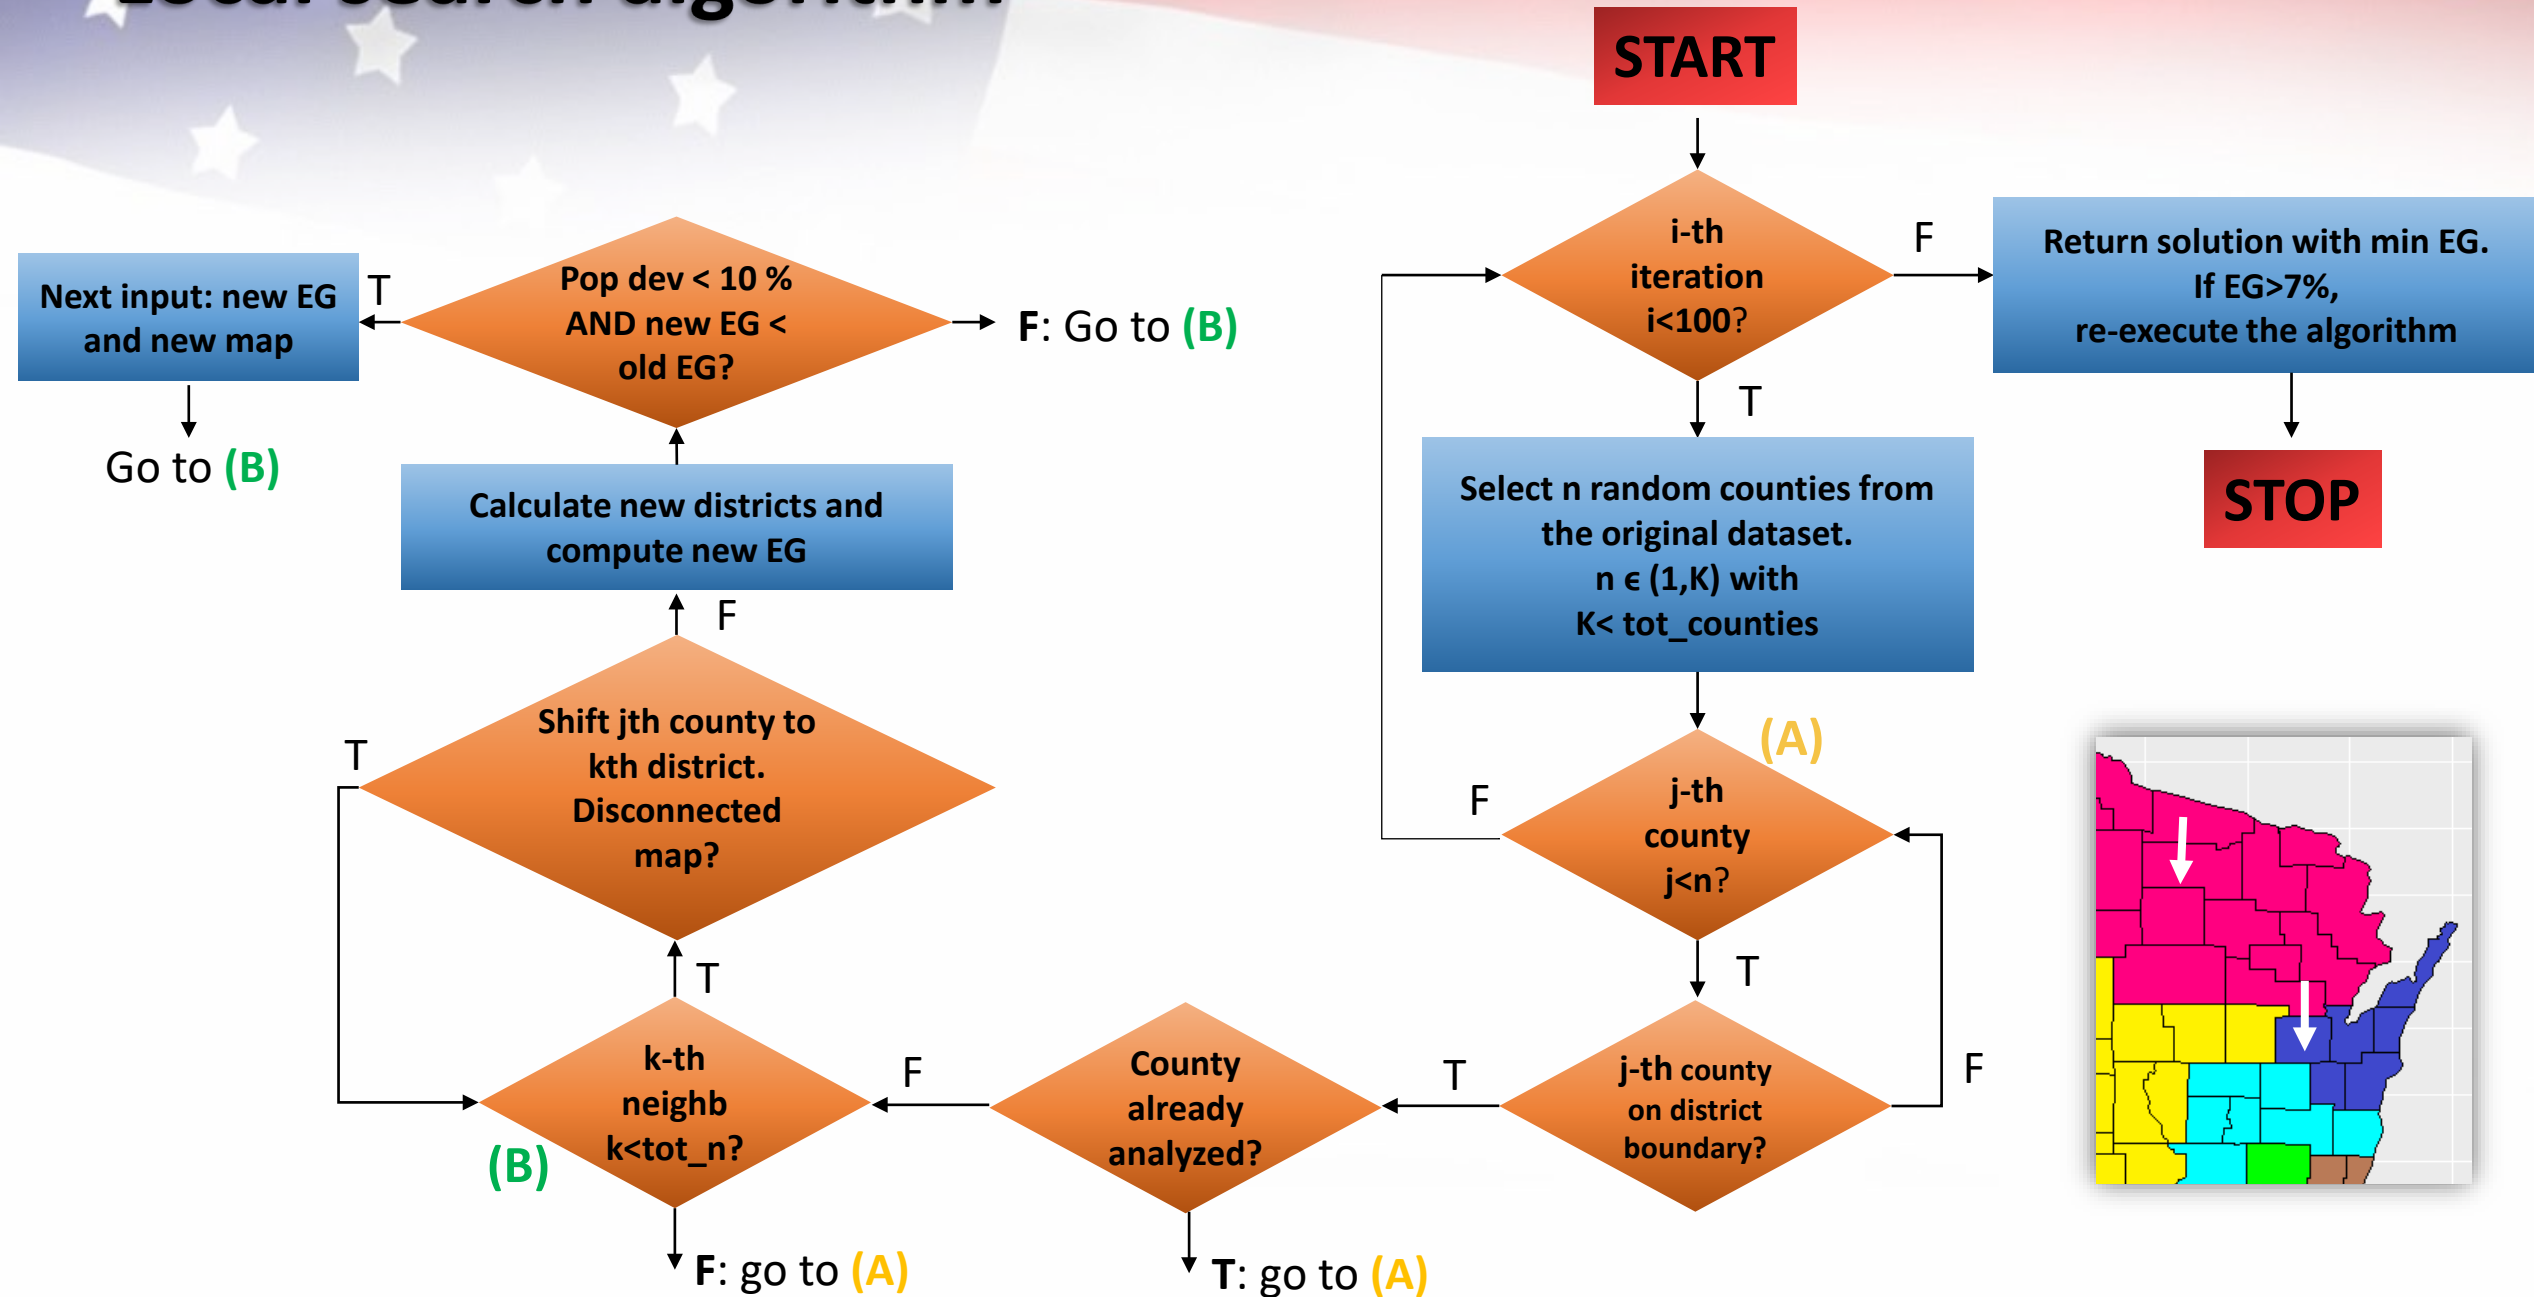 Local search algorithm
START
i-th
iteration
i<100?
F
Return solution with min EG.
If EG>7%,
re-execute the algorithm
STOP
T
Select n random counties from
the original dataset.
n ϵ (1,K) with
K< tot_counties
(A)
j-th
county
j<n?
F
T
j-th county
on district
boundary?
F
T
County
already
analyzed?
T: go to (A)
F
k-th
neighb
k<tot_n?
(B)
F: go to (A)
T
Shift jth county to
kth district.
Disconnected
map?
T
F
Calculate new districts and
compute new EG
Pop dev < 10 %
AND new EG <
old EG?
F: Go to (B)
T
Next input: new EG
and new map
Go to (B)